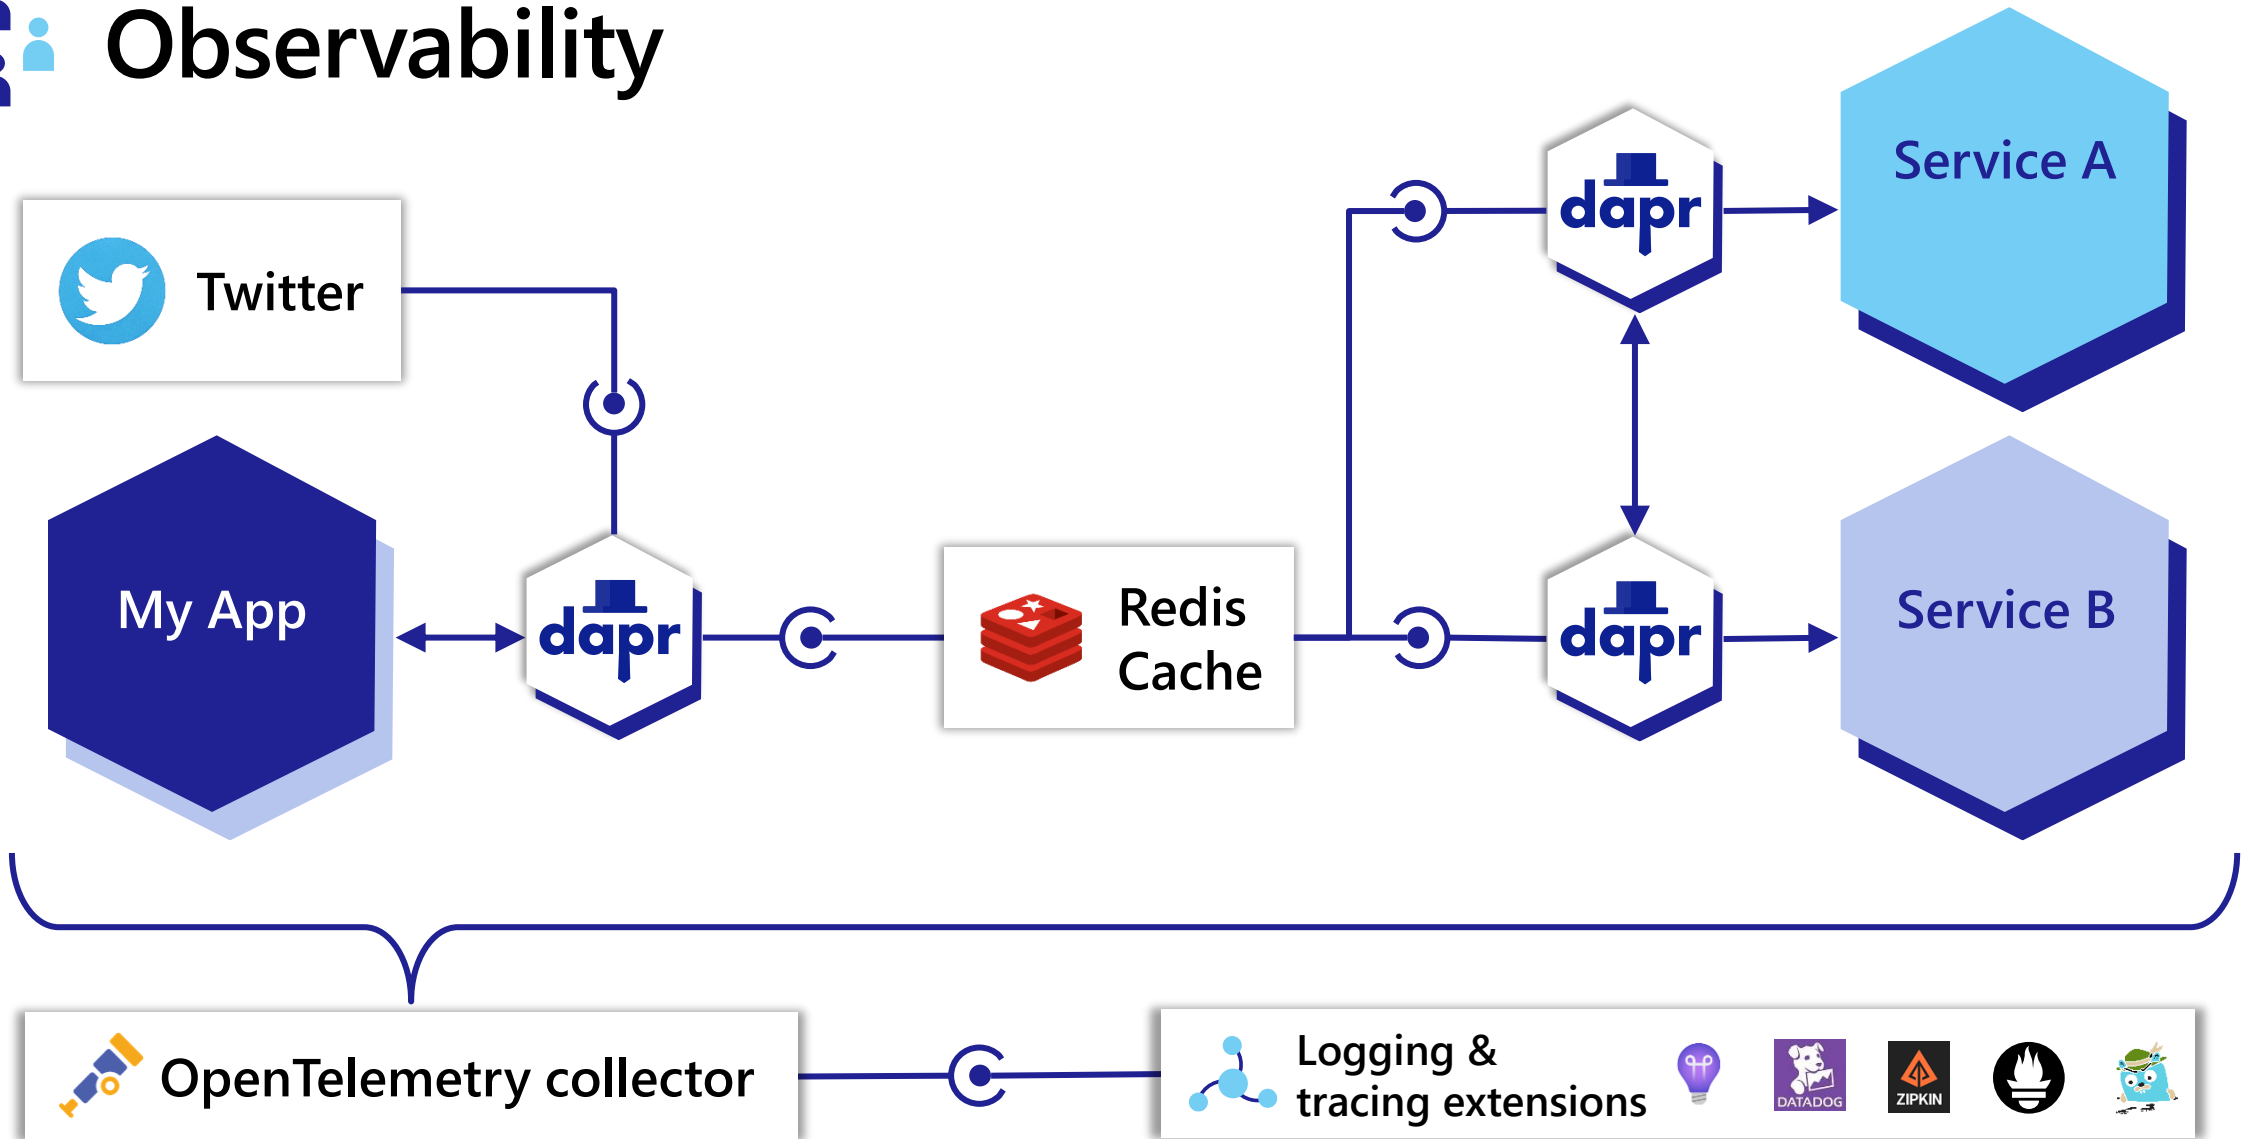 Observability
Twitter
My App
dapr
Redis
Cache
dapr
Service A
dapr
Service B
OpenTelemetry collector
Logging &
tracing extensions
DATADOG
ZIPKIN